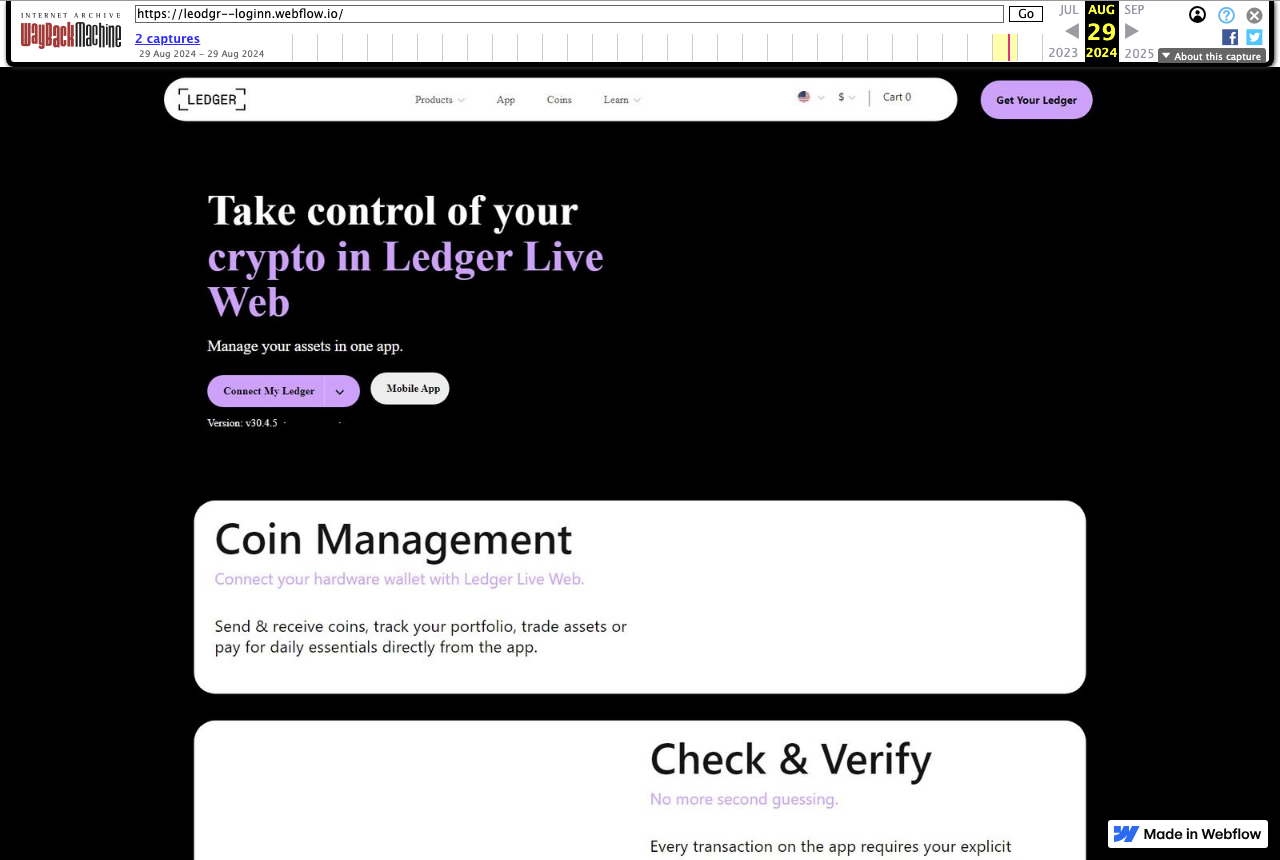 INTERNET ARCHIVE
WayBackMachine
https://leodgr--loginn.webflow.io/
Go
2 captures
29 Aug 2024 – 29 Aug 2024
JUL AUG SEP
29
2023 2024 2025
About this capture
LEDGER
Products App Coins Learn
$ Cart 0
Get Your Ledger
Take control of your
crypto in Ledger Live
Web
Manage your assets in one app.
Connect My Ledger
Mobile App
Version: v30.4.5 · ·
Coin Management
Connect your hardware wallet with Ledger Live Web.
Send & receive coins, track your portfolio, trade assets or
pay for daily essentials directly from the app.
Check & Verify
No more second guessing.
Every transaction on the app requires your explicit
Made in Webflow